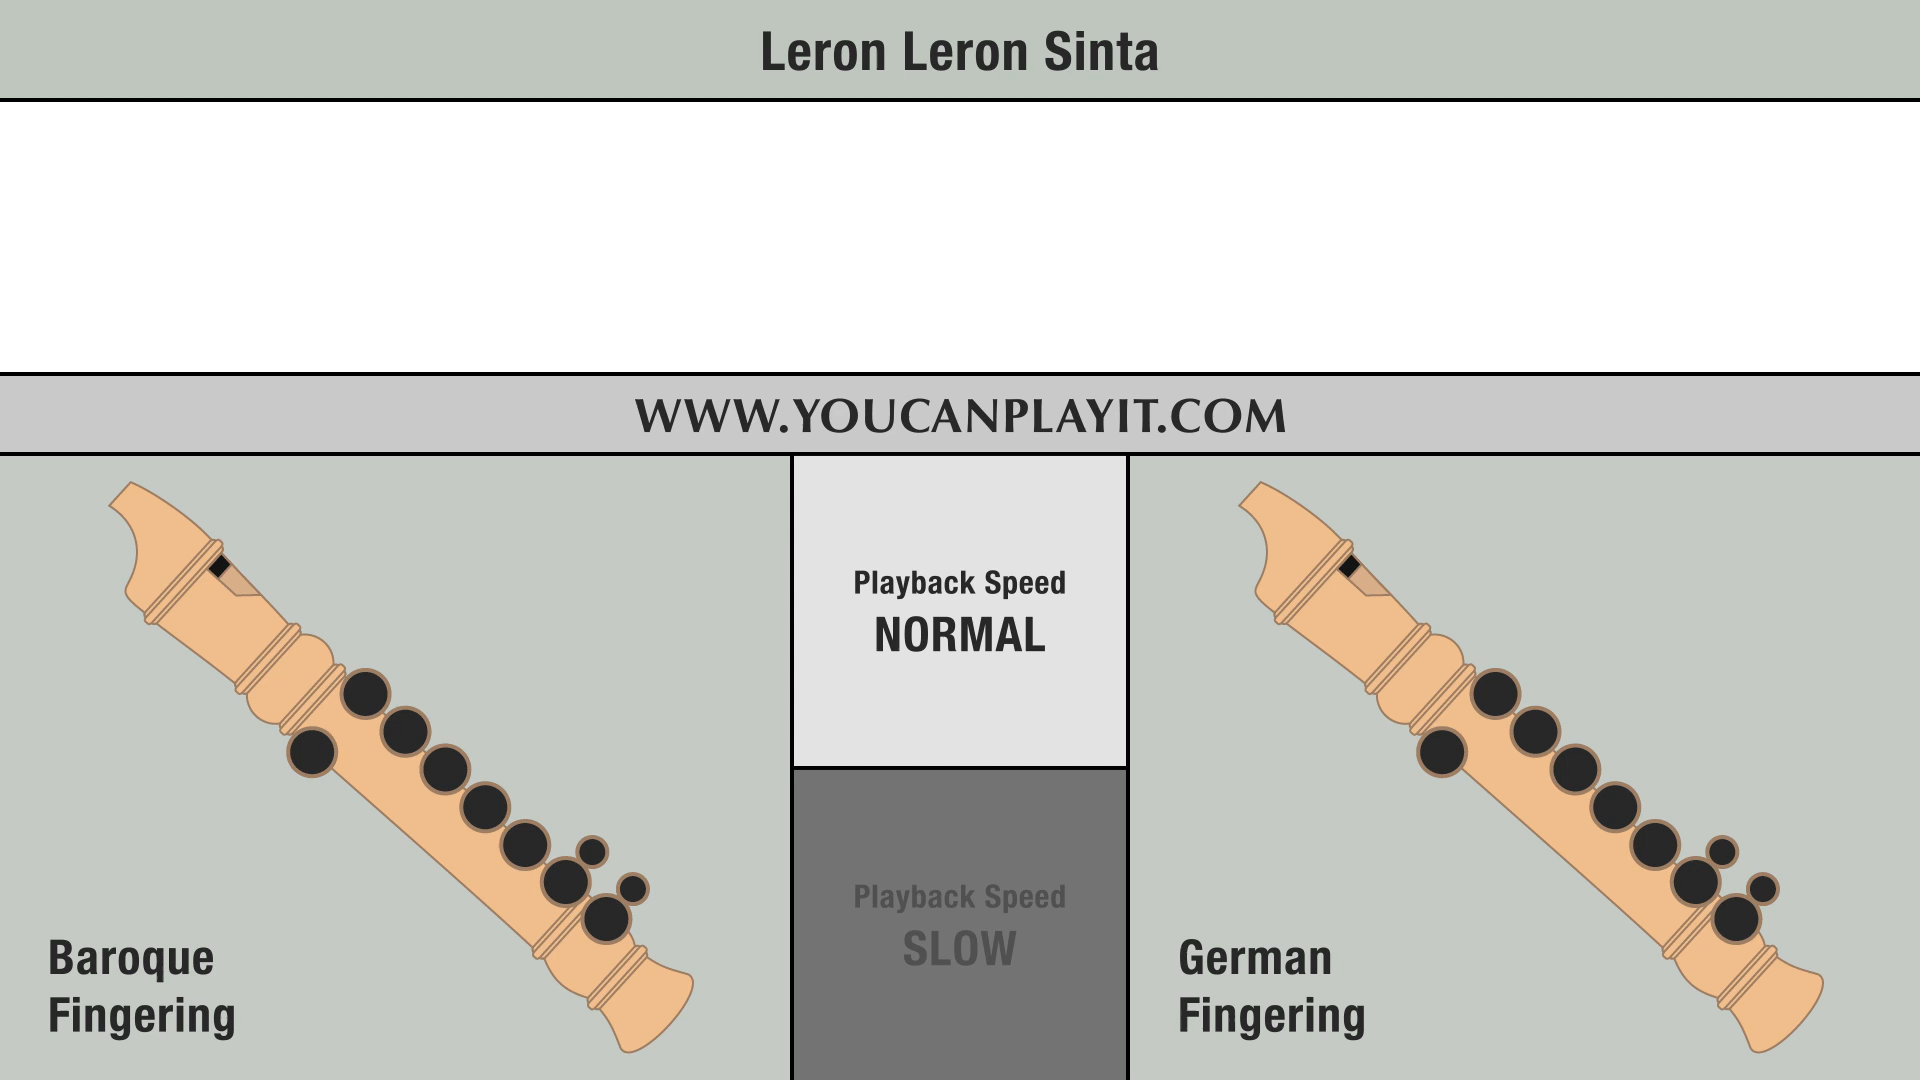 Leron Leron Sinta
WWW.YOUCANPLAYIT.COM
Playback Speed
NORMAL
Playback Speed
SLOW
Baroque
Fingering
German
Fingering